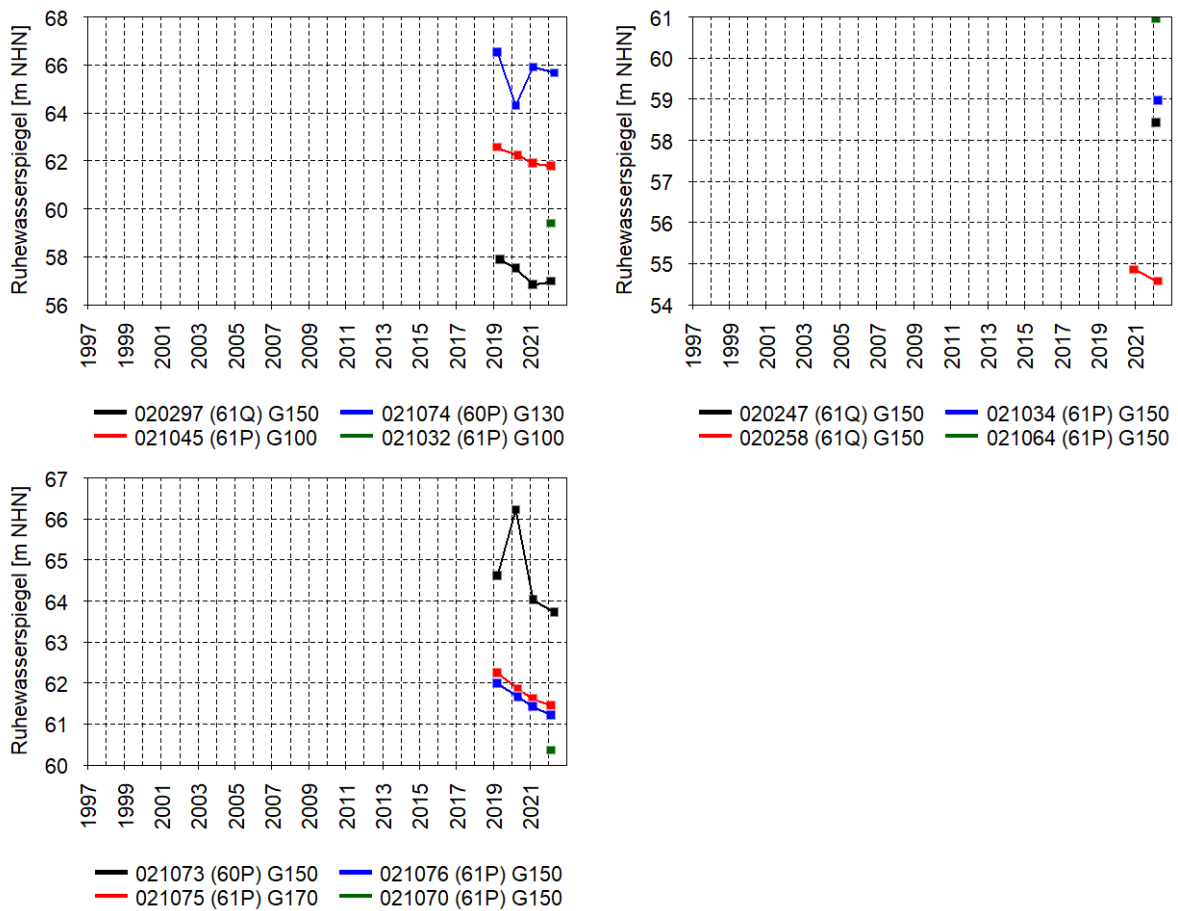 Ruhewasserspiegel [m NHN]
68
66
64
62
60
58
56
1997 1999 2001 2003 2005 2007 2009 2011 2013 2015 2017 2019 2021
020297 (61Q) G150 021074 (60P) G130
021045 (61P) G100 021032 (61P) G100
Ruhewasserspiegel [m NHN]
61
60
59
58
57
56
55
54
1997 1999 2001 2003 2005 2007 2009 2011 2013 2015 2017 2019 2021
020247 (61Q) G150 021034 (61P) G150
020258 (61Q) G150 021064 (61P) G150
Ruhewasserspiegel [m NHN]
67
66
65
64
63
62
61
60
1997 1999 2001 2003 2005 2007 2009 2011 2013 2015 2017 2019 2021
021073 (60P) G150 021076 (61P) G150
021075 (61P) G170 021070 (61P) G150